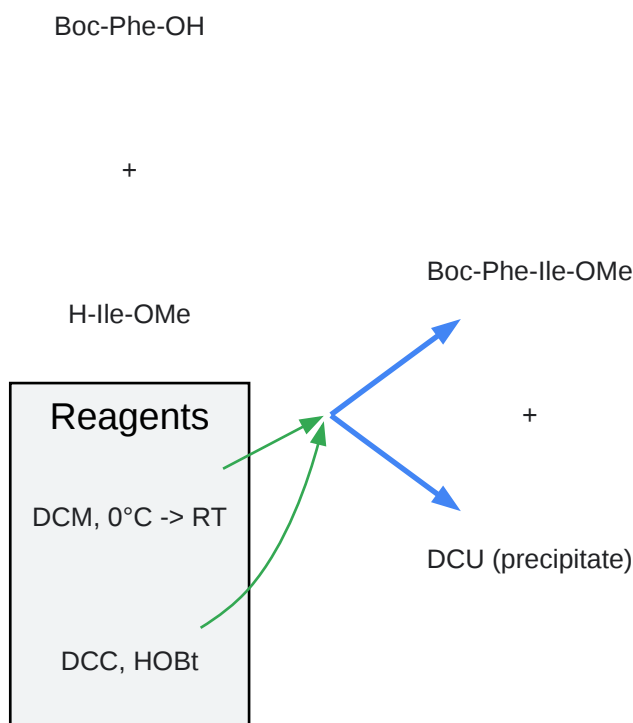 Boc-Phe-OH
+
H-Ile-OMe
Reagents
DCM, 0°C -> RT
DCC, HOBt
Boc-Phe-Ile-OMe
+
DCU (precipitate)